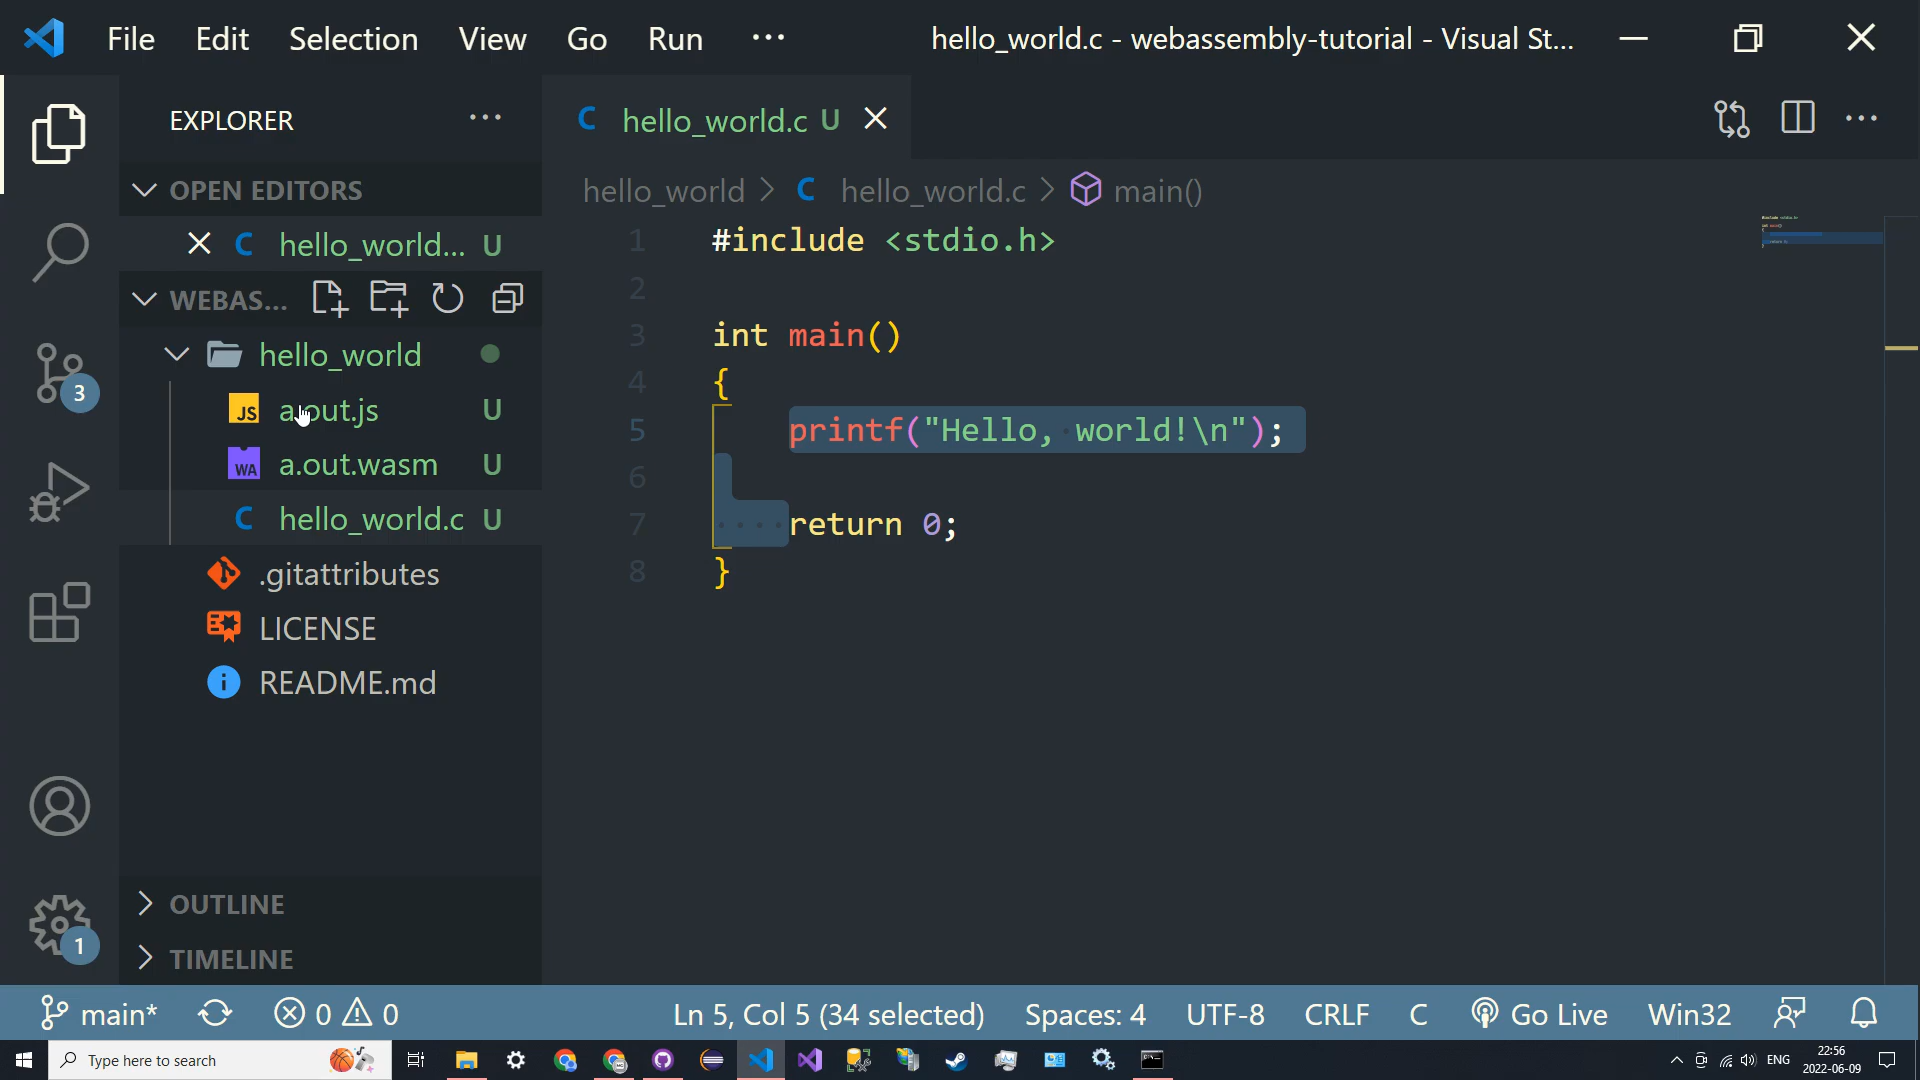 File Edit Selection View Go Run ··· hello_world.c - webassembly-tutorial - Visual St...
EXPLORER ···
C hello_world.c U
OPEN EDITORS
C hello_world... U
WEBAS...
hello_world
JS a.out.js U
WA a.out.wasm U
C hello_world.c U
.gitattributes
LICENSE
i README.md
OUTLINE
TIMELINE
3
1
hello_world > C hello_world.c > main()
1 #include <stdio.h>
2
3 int main()
4 {
5 printf("Hello, world!\n");
6
7 return 0;
8 }
main* 0 0 Ln 5, Col 5 (34 selected) Spaces: 4 UTF-8 CRLF C Go Live Win32
Type here to search
ENG 22:56
2022-06-09